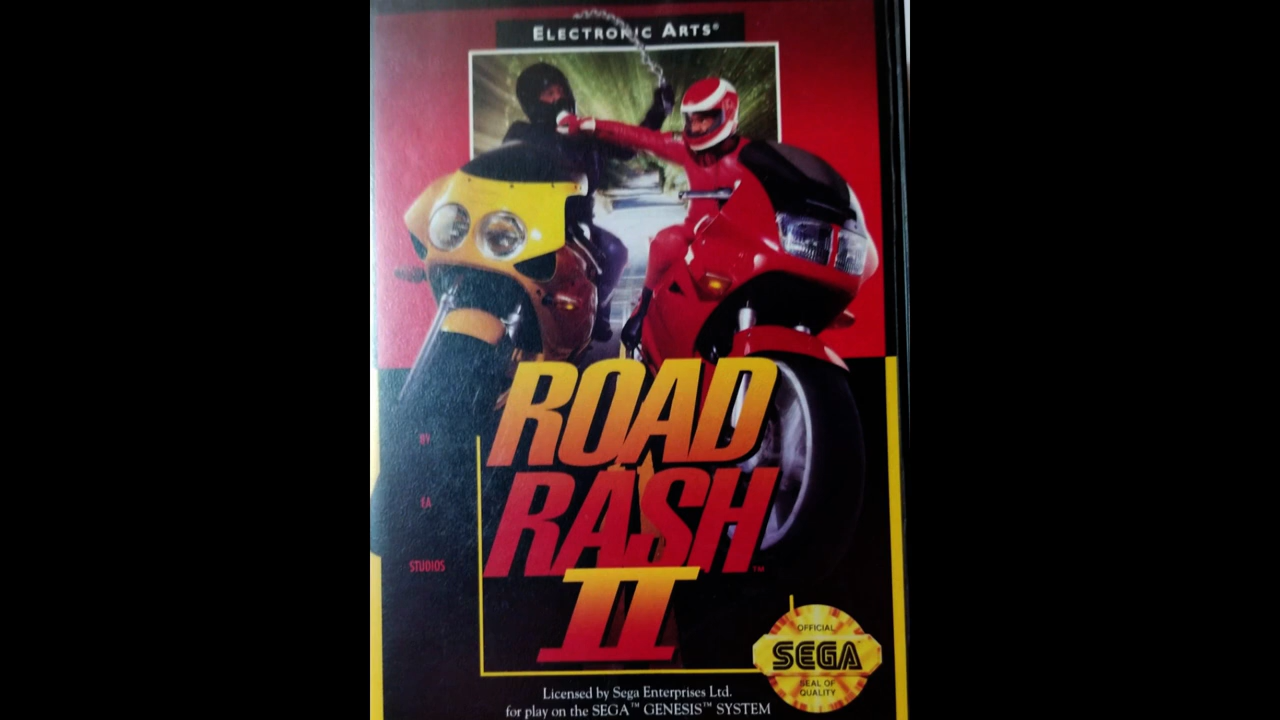 ELECTRONIC ARTS®
ROAD
RASH
II™
BY
EA
STUDIOS
OFFICIAL
SEGA
SEAL OF
QUALITY
Licensed by Sega Enterprises Ltd.
for play on the SEGA™ GENESIS™ SYSTEM